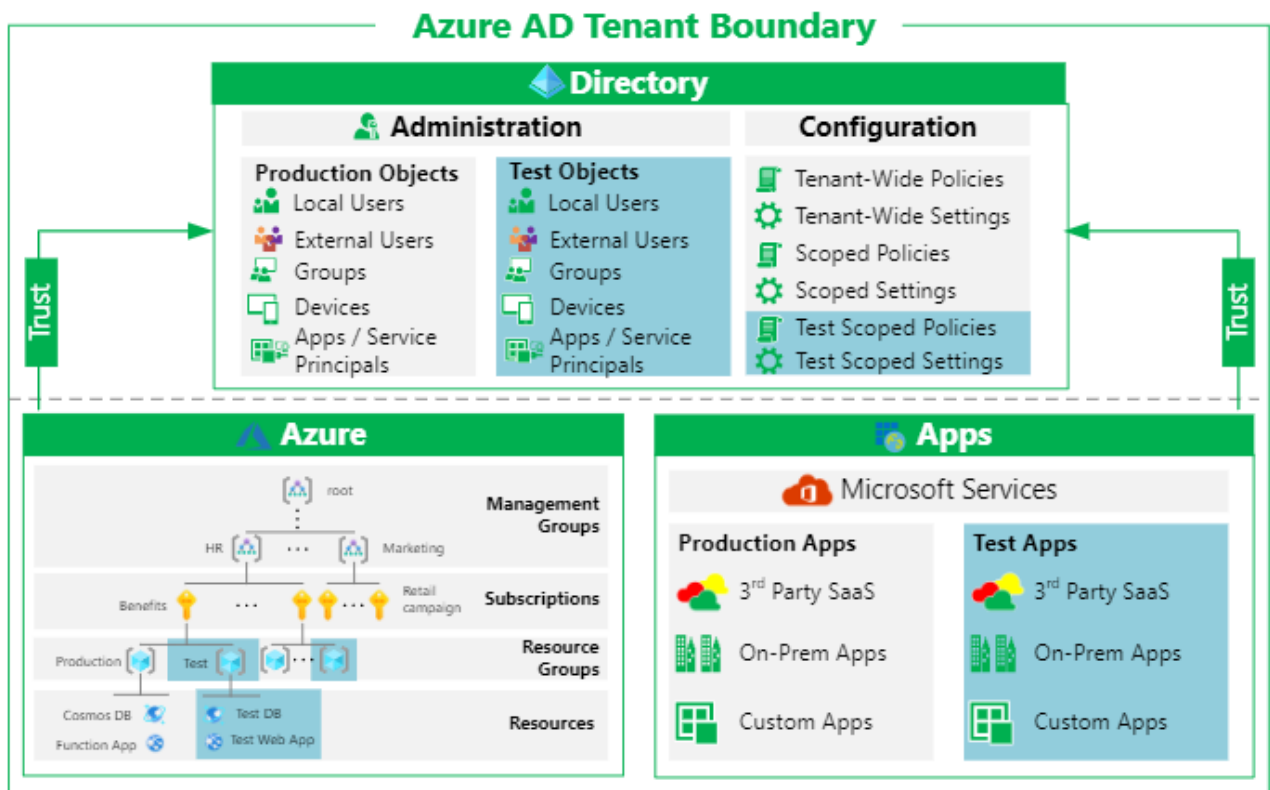 Azure AD Tenant Boundary
Directory
Administration
Configuration
Production Objects
Local Users
External Users
Groups
Devices
Apps / Service
Principals
Test Objects
Local Users
External Users
Groups
Devices
Apps / Service
Principals
Tenant-Wide Policies
Tenant-Wide Settings
Scoped Policies
Scoped Settings
Test Scoped Policies
Test Scoped Settings
Trust
Trust
Azure
root
Management
Groups
HR
...
Marketing
Benefits
...
...
Retail
campaign
Subscriptions
Production
Test
...
Resource
Groups
Cosmos DB
Function App
Test DB
Test Web App
Resources
Apps
Microsoft Services
Production Apps
3rd Party SaaS
On-Prem Apps
Custom Apps
Test Apps
3rd Party SaaS
On-Prem Apps
Custom Apps